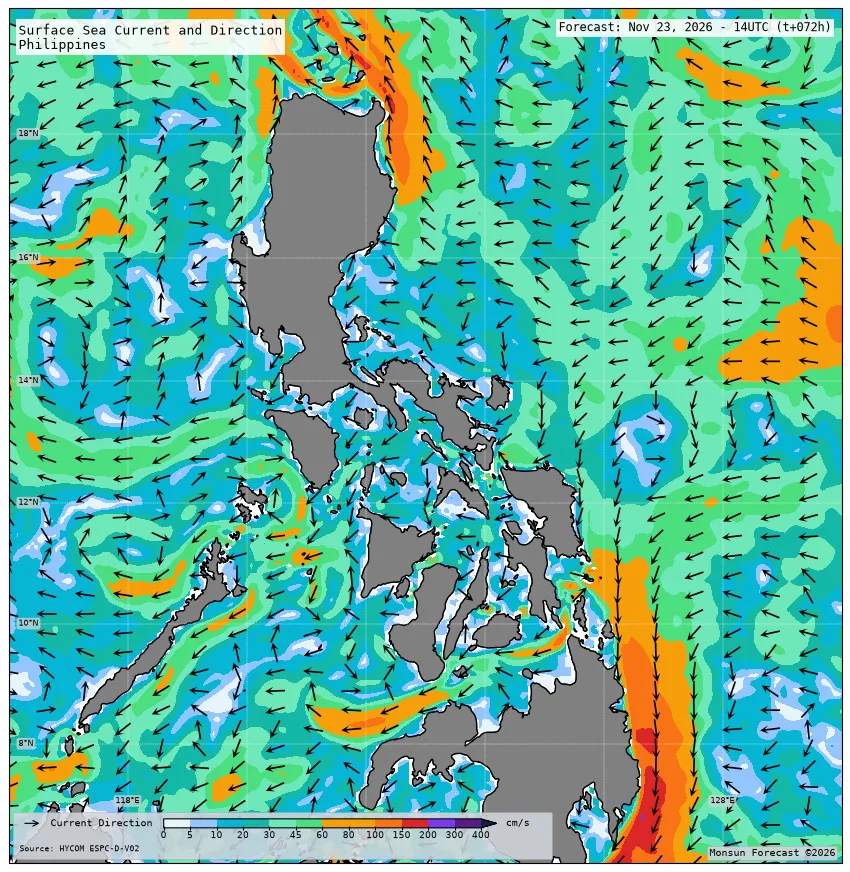 Surface Sea Current and Direction
Philippines
Forecast: Nov 23, 2026 - 14UTC (t+072h)
18°N
16°N
14°N
12°N
10°N
8°N
118°E
128°E
Current Direction
0 5 10 20 30 45 60 80 100 150 200 300 400
cm/s
Source: HYCOM ESPC-D-V02
Monsun Forecast ©2026